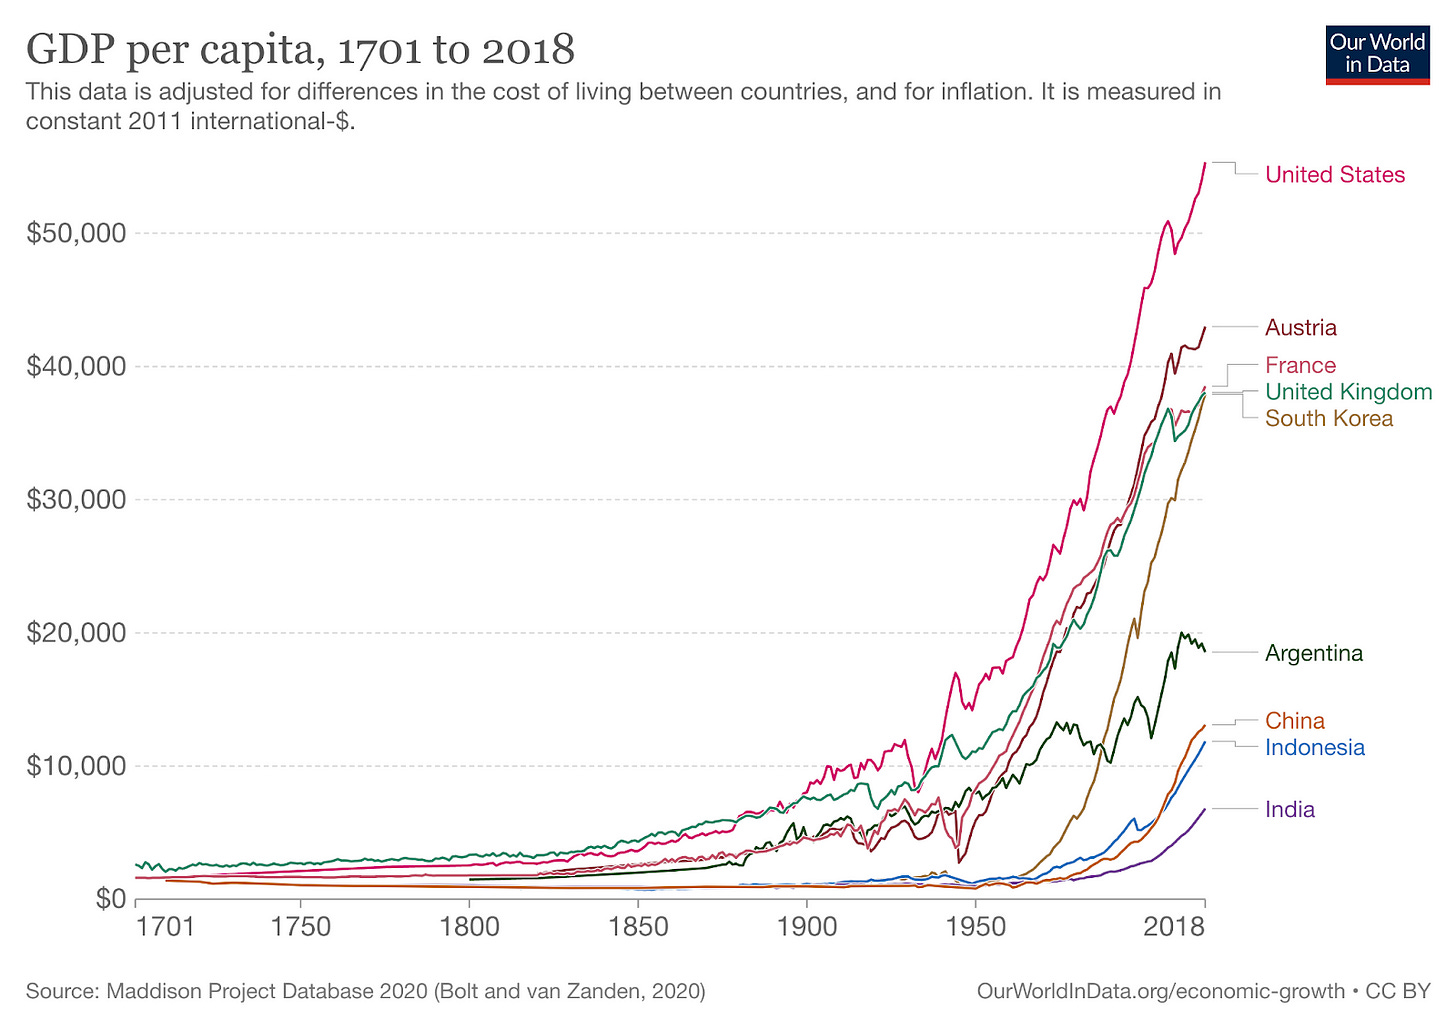 GDP per capita, 1701 to 2018
Our World
in Data
This data is adjusted for differences in the cost of living between countries, and for inflation. It is measured in
constant 2011 international-$.
United States
$50,000
Austria
$40,000
France
United Kingdom
South Korea
$30,000
$20,000
Argentina
China
$10,000
Indonesia
India
$0
1701 1750 1800 1850 1900 1950 2018
Source: Maddison Project Database 2020 (Bolt and van Zanden, 2020)
OurWorldInData.org/economic-growth • CC BY